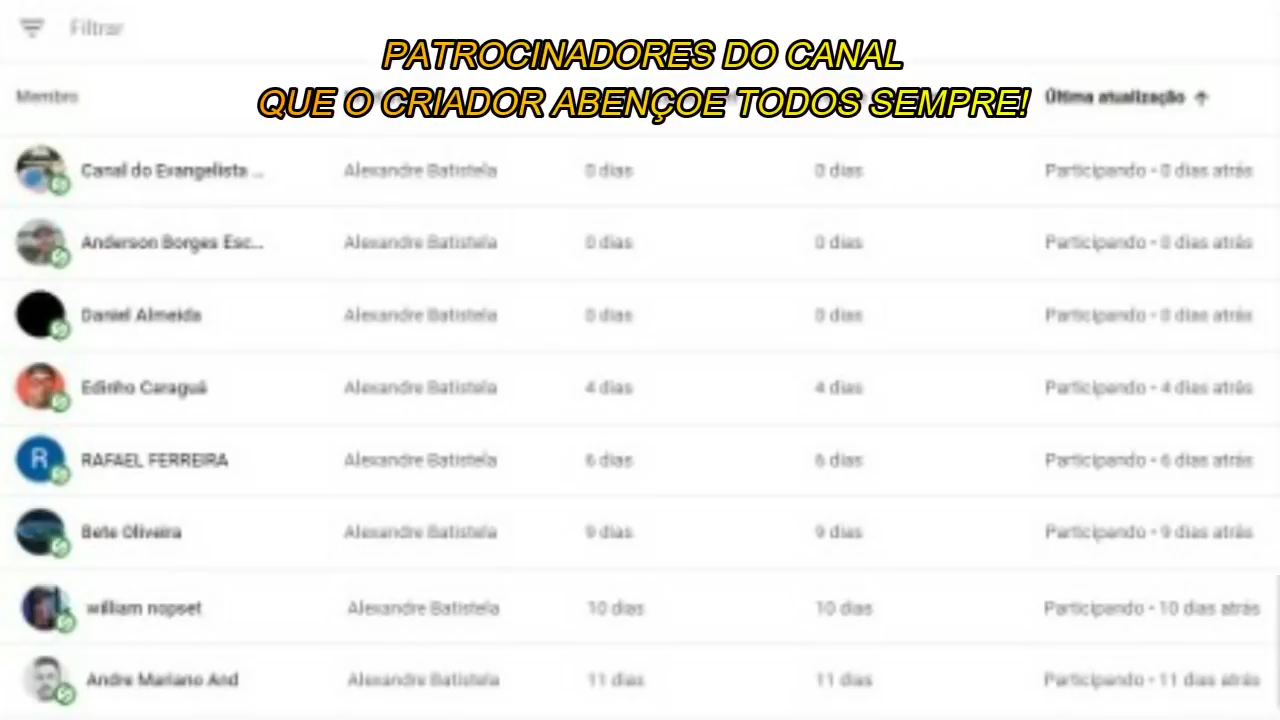 Filtrar
PATROCINADORES DO CANAL
QUE O CRIADOR ABENÇOE TODOS SEMPRE!
Membro Última atualização ↑
Canal do Evangelista ... Alexandre Batistela 0 dias 0 dias Participando - 0 dias atrás
Anderson Borges Esc... Alexandre Batistela 0 dias 0 dias Participando - 0 dias atrás
Daniel Almeida Alexandre Batistela 0 dias 0 dias Participando - 0 dias atrás
Edinho Caraguá Alexandre Batistela 4 dias 4 dias Participando - 4 dias atrás
R RAFAEL FERREIRA Alexandre Batistela 6 dias 6 dias Participando - 6 dias atrás
Bete Oliveira Alexandre Batistela 9 dias 9 dias Participando - 9 dias atrás
william nopset Alexandre Batistela 10 dias 10 dias Participando - 10 dias atrás
Andre Mariano And Alexandre Batistela 11 dias 11 dias Participando - 11 dias atrás